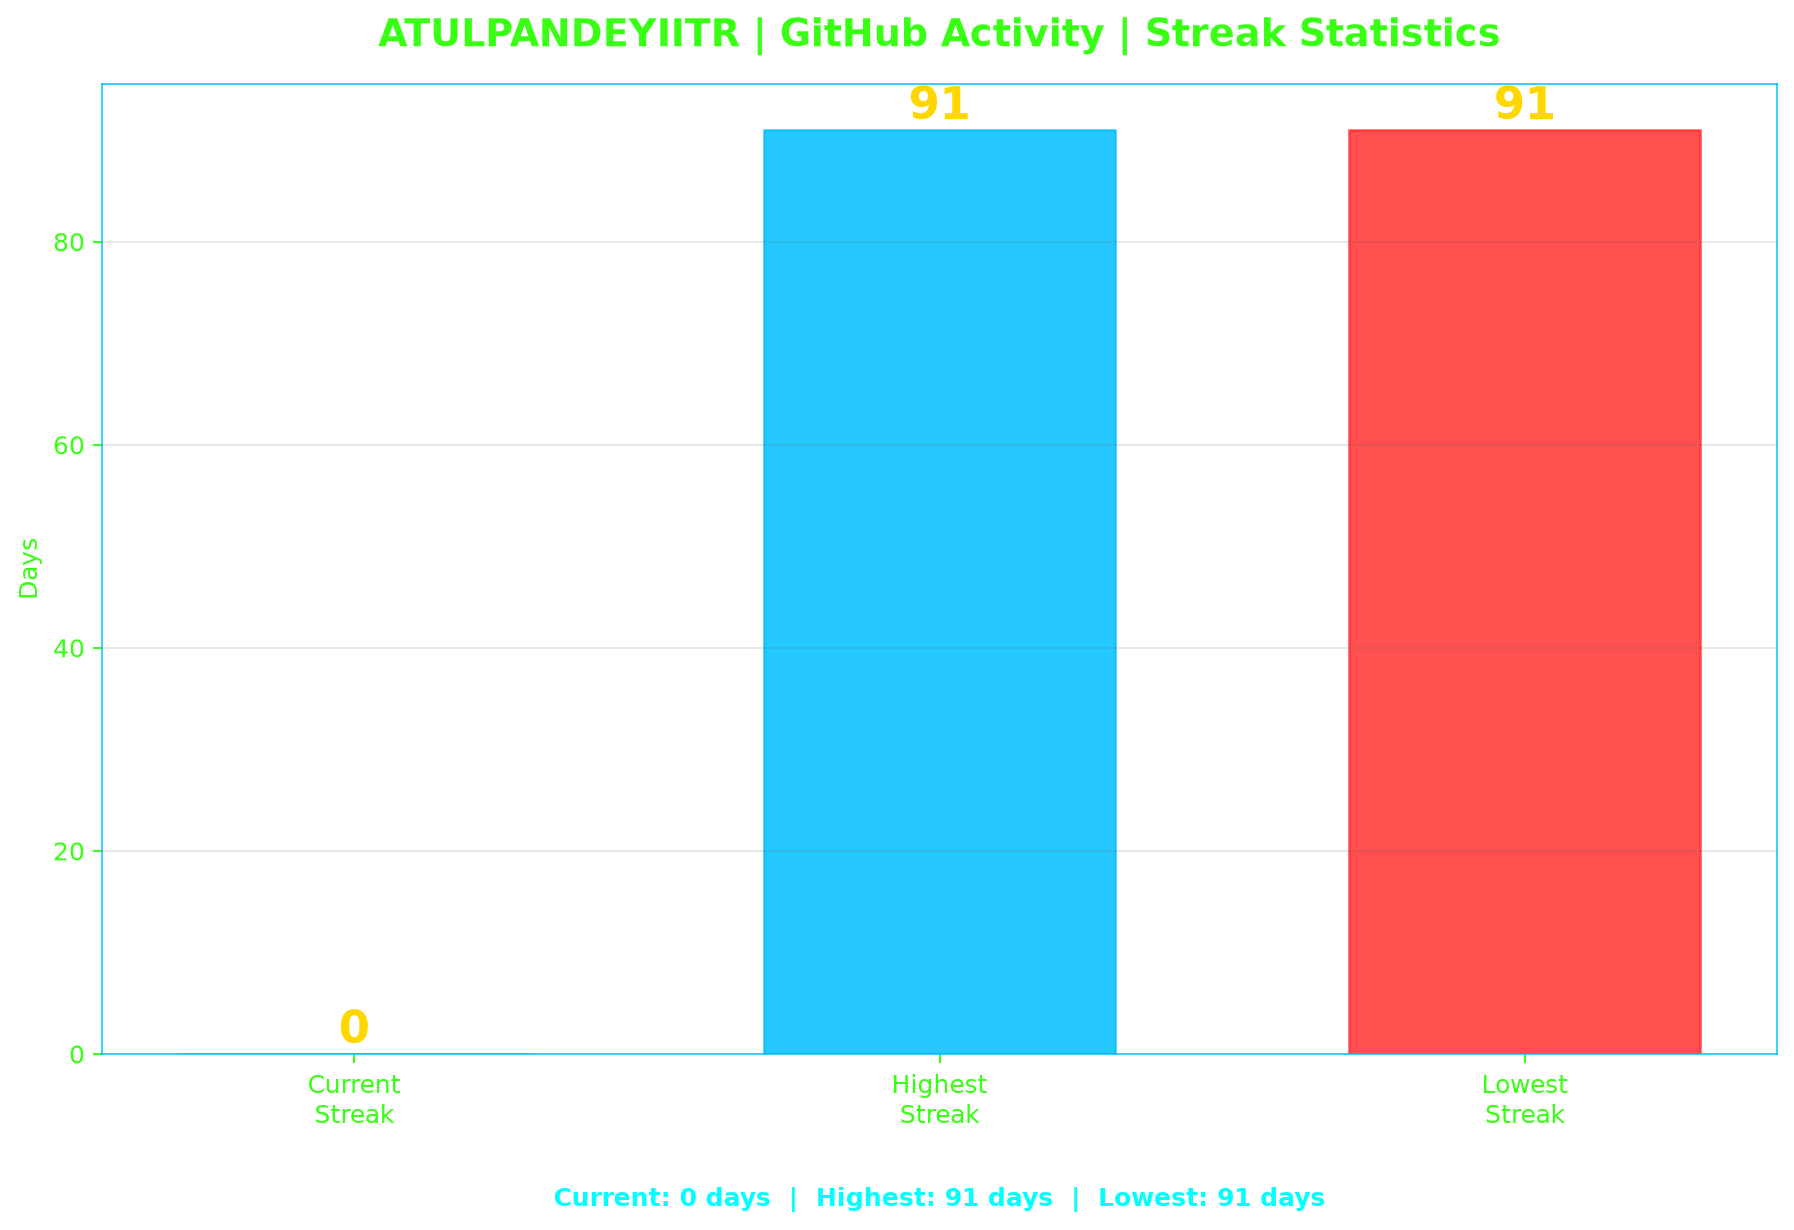 ATULPANDEYIITR | GitHub Activity | Streak Statistics
91
91
80
60
40
20
0
Days
0
Current
Streak
Highest
Streak
Lowest
Streak
Current: 0 days | Highest: 91 days | Lowest: 91 days